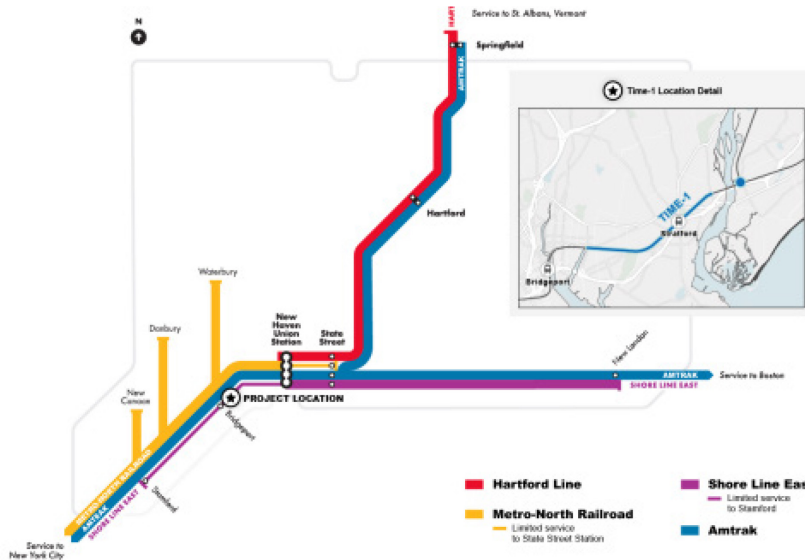 N
HART
Service to St. Albans, Vermont
Springfield
AMTRAK
Time-1 Location Detail
TIME-1
Stratford
Bridgeport
Hartford
Waterbury
Danbury
New
Canaan
New
Haven
Union
Station
State
Street
New London
AMTRAK
Service to Boston
SHORE LINE EAST
PROJECT LOCATION
Bridgeport
Stamford
METRO-NORTH RAILROAD
AMTRAK
SHORE LINE EAST
Service to
New York City
Hartford Line
Metro-North Railroad
Limited service
to State Street Station
Shore Line Eas
Limited service
to Stamford
Amtrak